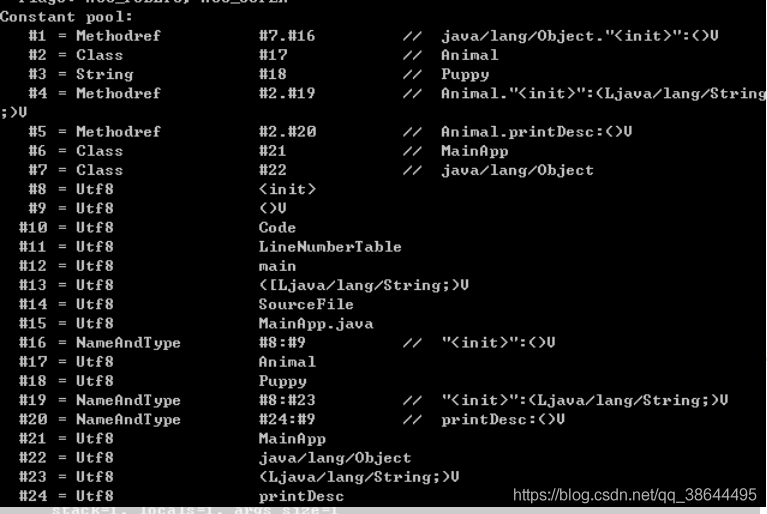 Constant pool:
#1 = Methodref #7.#16 // java/lang/Object."<init>":()V
#2 = Class #17 // Animal
#3 = String #18 // Puppy
#4 = Methodref #2.#19 // Animal."<init>":(Ljava/lang/String
;)V
#5 = Methodref #2.#20 // Animal.printDesc:()V
#6 = Class #21 // MainApp
#7 = Class #22 // java/lang/Object
#8 = Utf8 <init>
#9 = Utf8 ()V
#10 = Utf8 Code
#11 = Utf8 LineNumberTable
#12 = Utf8 main
#13 = Utf8 ([Ljava/lang/String;)V
#14 = Utf8 SourceFile
#15 = Utf8 MainApp.java
#16 = NameAndType #8:#9 // "<init>":()V
#17 = Utf8 Animal
#18 = Utf8 Puppy
#19 = NameAndType #8:#23 // "<init>":(Ljava/lang/String;)V
#20 = NameAndType #24:#9 // printDesc:()V
#21 = Utf8 MainApp
#22 = Utf8 java/lang/Object
#23 = Utf8 (Ljava/lang/String;)V
#24 = Utf8 printDesc
https://blog.csdn.net/qq_38644495